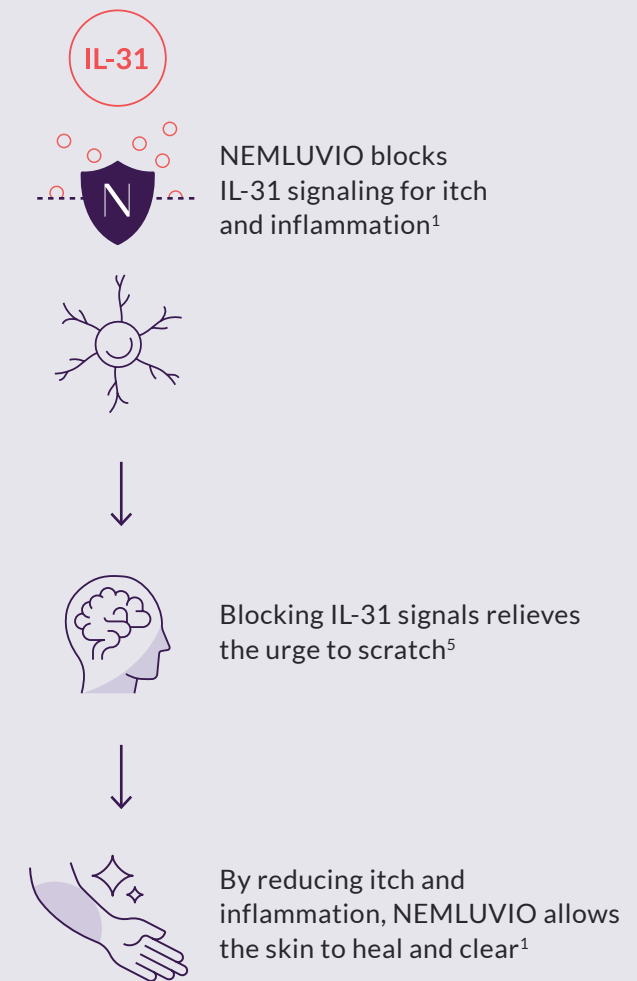 IL-31
N
NEMLUVIO blocks
IL-31 signaling for itch
and inflammation¹
Blocking IL-31 signals relieves
the urge to scratch⁵
By reducing itch and
inflammation, NEMLUVIO allows
the skin to heal and clear¹